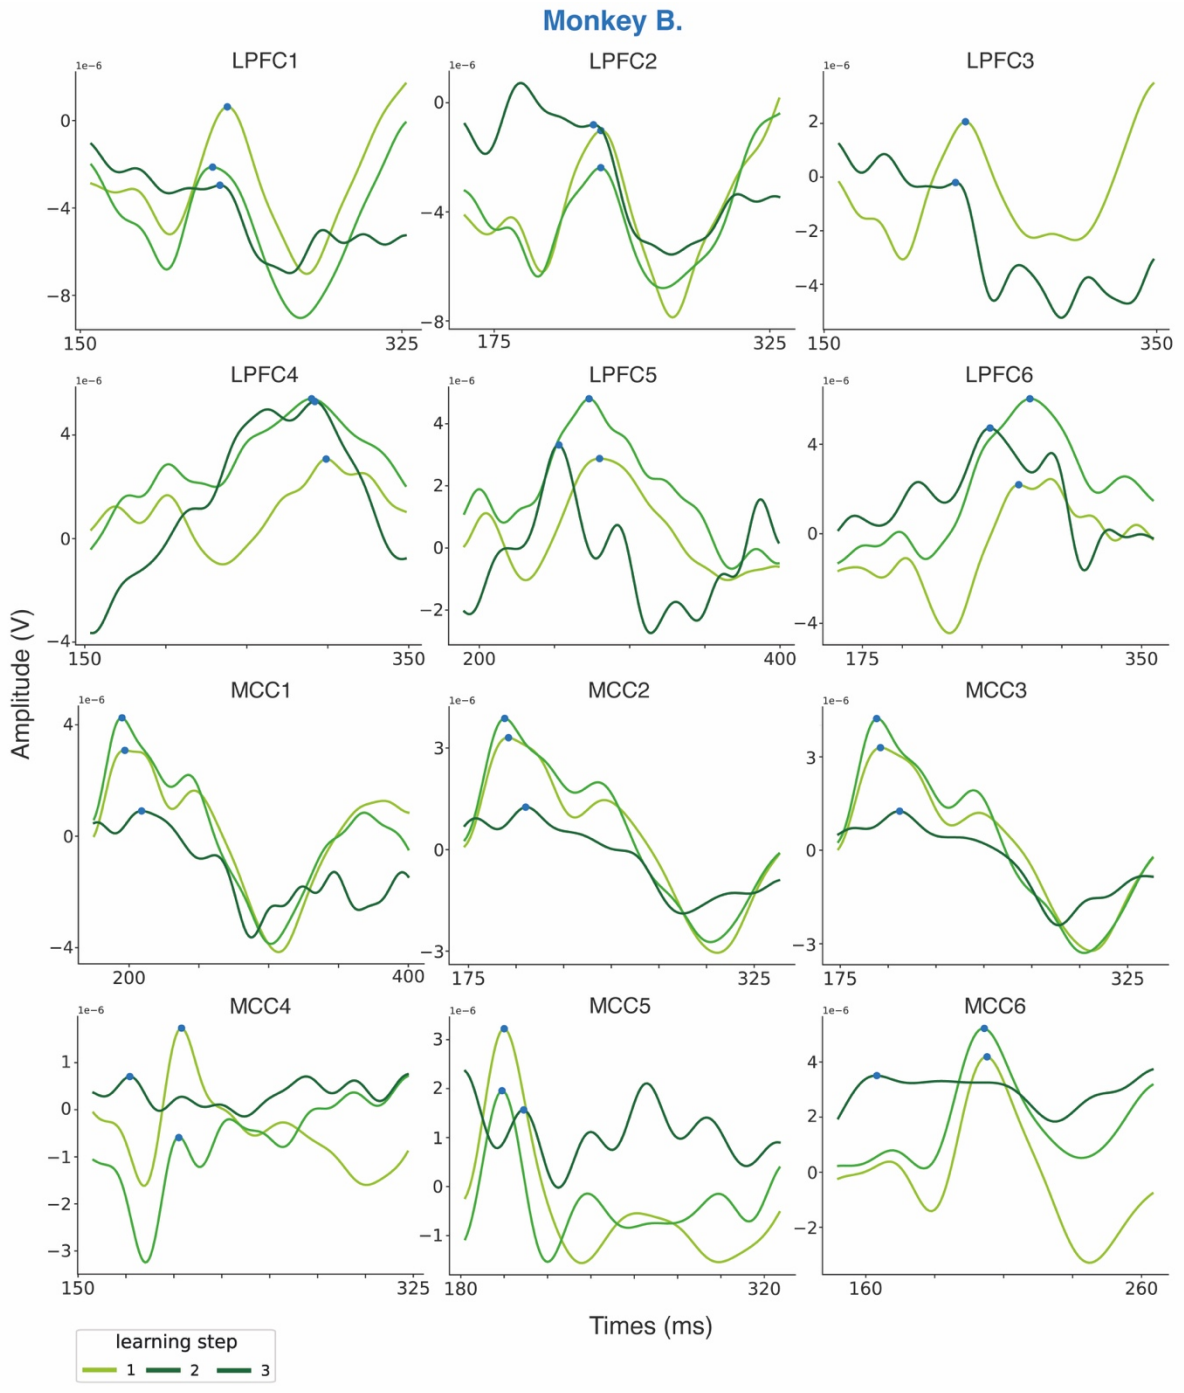 Monkey B.
LPFC1 LPFC2 LPFC3
1e−6 1e−6 1e−6
0 −4 −8 150 325
0 −4 −8 175 325
2 0 −2 −4 150 350
LPFC4 LPFC5 LPFC6
1e−6 1e−6 1e−6
4 0 −4 150 350
4 2 0 −2 200 400
4 0 −4 175 350
MCC1 MCC2 MCC3
1e−6 1e−6 1e−6
4 0 −4 200 400
3 0 −3 175 325
3 0 −3 175 325
MCC4 MCC5 MCC6
1e−6 1e−6 1e−6
1 0 −1 −2 −3 150 325
3 2 1 0 −1 180 320
4 2 0 −2 160 260
Amplitude (V)
Times (ms)
learning step
1 2 3